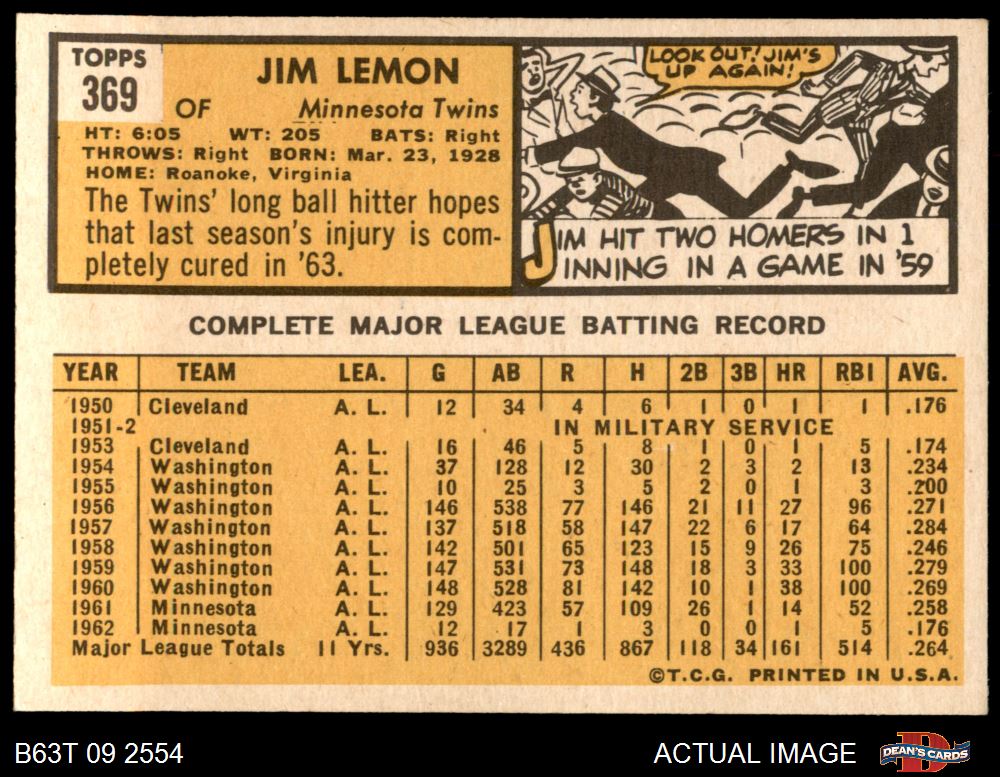 TOPPS
369
JIM LEMON
OF Minnesota Twins
HT: 6:05 WT: 205 BATS: Right
THROWS: Right BORN: Mar. 23, 1928
HOME: Roanoke, Virginia
The Twins' long ball hitter hopes
that last season's injury is com-
pletely cured in '63.
LOOK OUT! JIM'S
UP AGAIN!
JIM HIT TWO HOMERS IN 1
INNING IN A GAME IN '59
COMPLETE MAJOR LEAGUE BATTING RECORD
YEAR TEAM LEA. G AB R H 2B 3B HR RBI AVG.
1950 Cleveland A. L. 12 34 4 6 1 0 1 1 .176
1951-2 IN MILITARY SERVICE
1953 Cleveland A. L. 16 46 5 8 1 0 1 5 .174
1954 Washington A. L. 37 128 12 30 2 3 2 13 .234
1955 Washington A. L. 10 25 3 5 2 0 1 3 .200
1956 Washington A. L. 146 538 77 146 21 11 27 96 .271
1957 Washington A. L. 137 518 58 147 22 6 17 64 .284
1958 Washington A. L. 142 501 65 123 15 9 26 75 .246
1959 Washington A. L. 147 531 73 148 18 3 33 100 .279
1960 Washington A. L. 148 528 81 142 10 1 38 100 .269
1961 Minnesota A. L. 129 423 57 109 26 1 14 52 .258
1962 Minnesota A. L. 12 17 1 3 0 0 1 5 .176
Major League Totals 11 Yrs. 936 3289 436 867 118 34 161 514 .264
©T.C.G. PRINTED IN U.S.A.
B63T 09 2554
ACTUAL IMAGE
DEAN'S CARDS